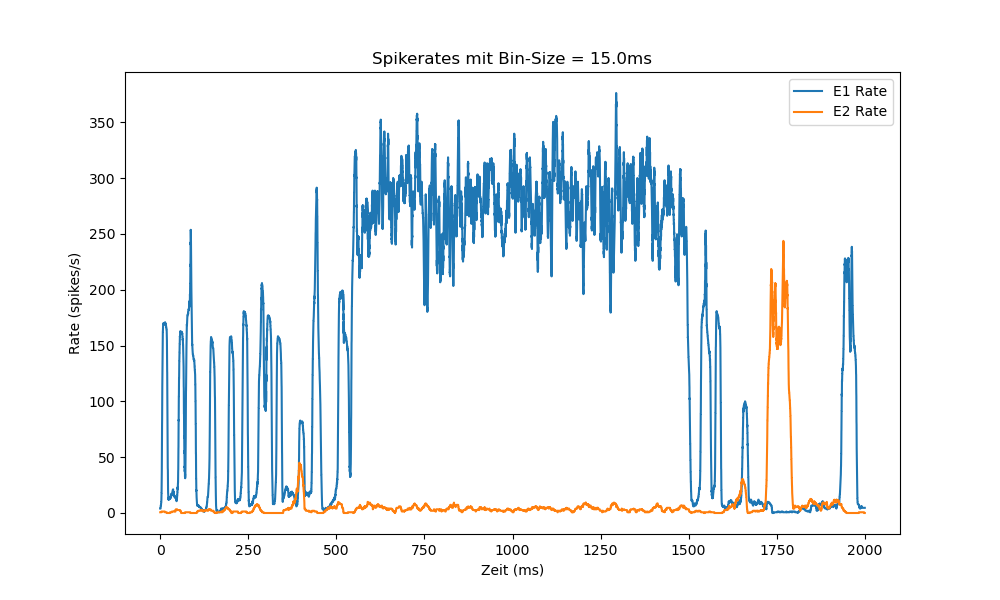 Spikerates mit Bin-Size = 15.0ms
E1 Rate
E2 Rate
Rate (spikes/s)
350
300
250
200
150
100
50
0
0 250 500 750 1000 1250 1500 1750 2000
Zeit (ms)